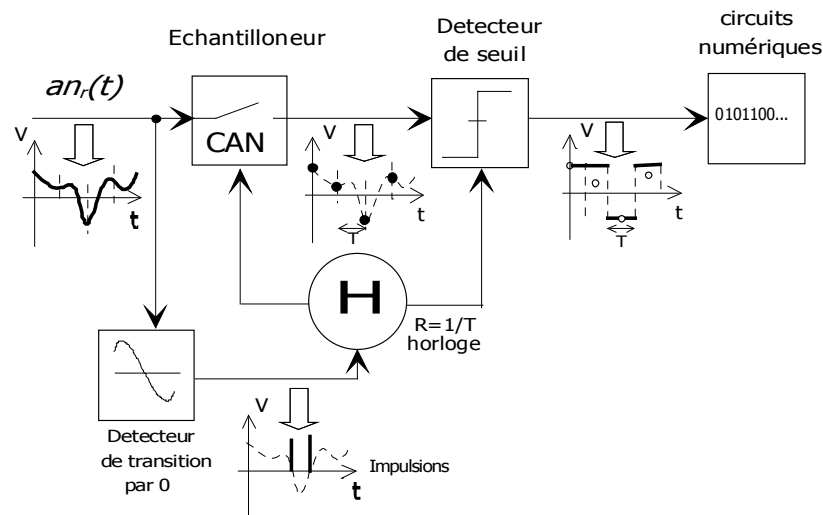 circuits
numériques
Echantilloneur
Detecteur
de seuil
anᵣ(t)
CAN
0101100...
V
t
V
t
T
V
t
T
H
R=1/T
horloge
Detecteur
de transition
par 0
V
Impulsions
t